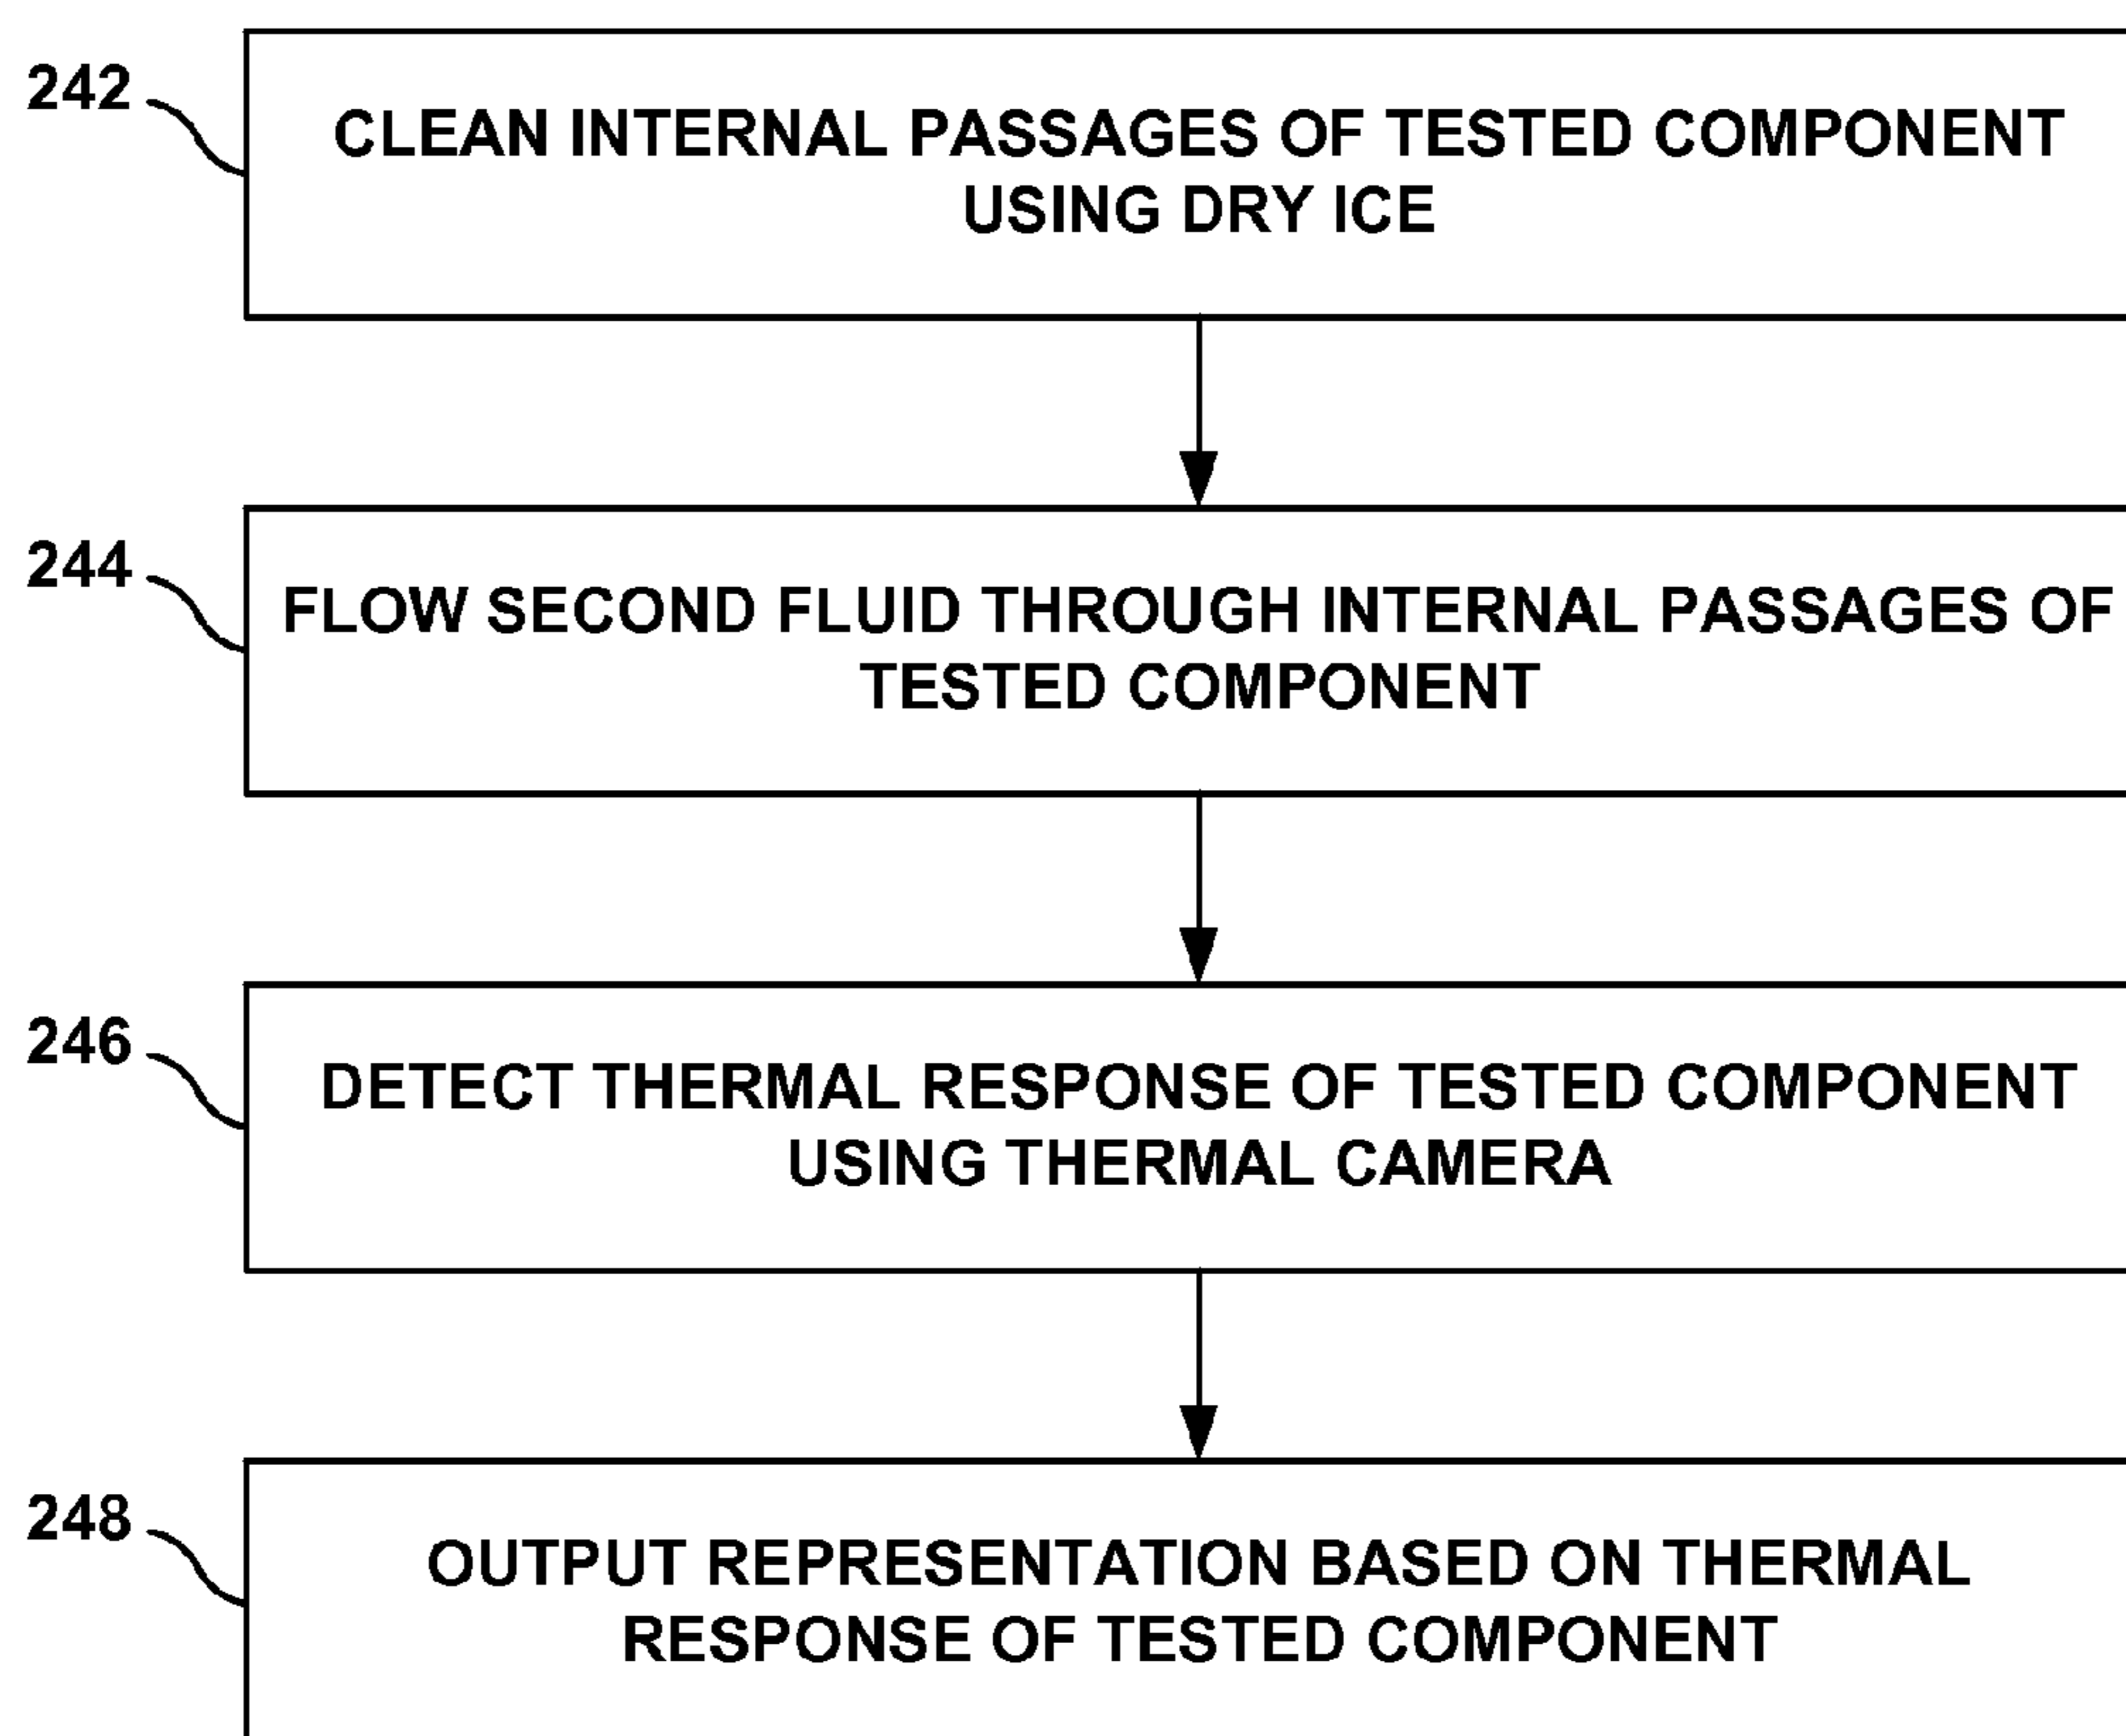 242
CLEAN INTERNAL PASSAGES OF TESTED COMPONENT
USING DRY ICE
244
FLOW SECOND FLUID THROUGH INTERNAL PASSAGES OF
TESTED COMPONENT
246
DETECT THERMAL RESPONSE OF TESTED COMPONENT
USING THERMAL CAMERA
248
OUTPUT REPRESENTATION BASED ON THERMAL
RESPONSE OF TESTED COMPONENT